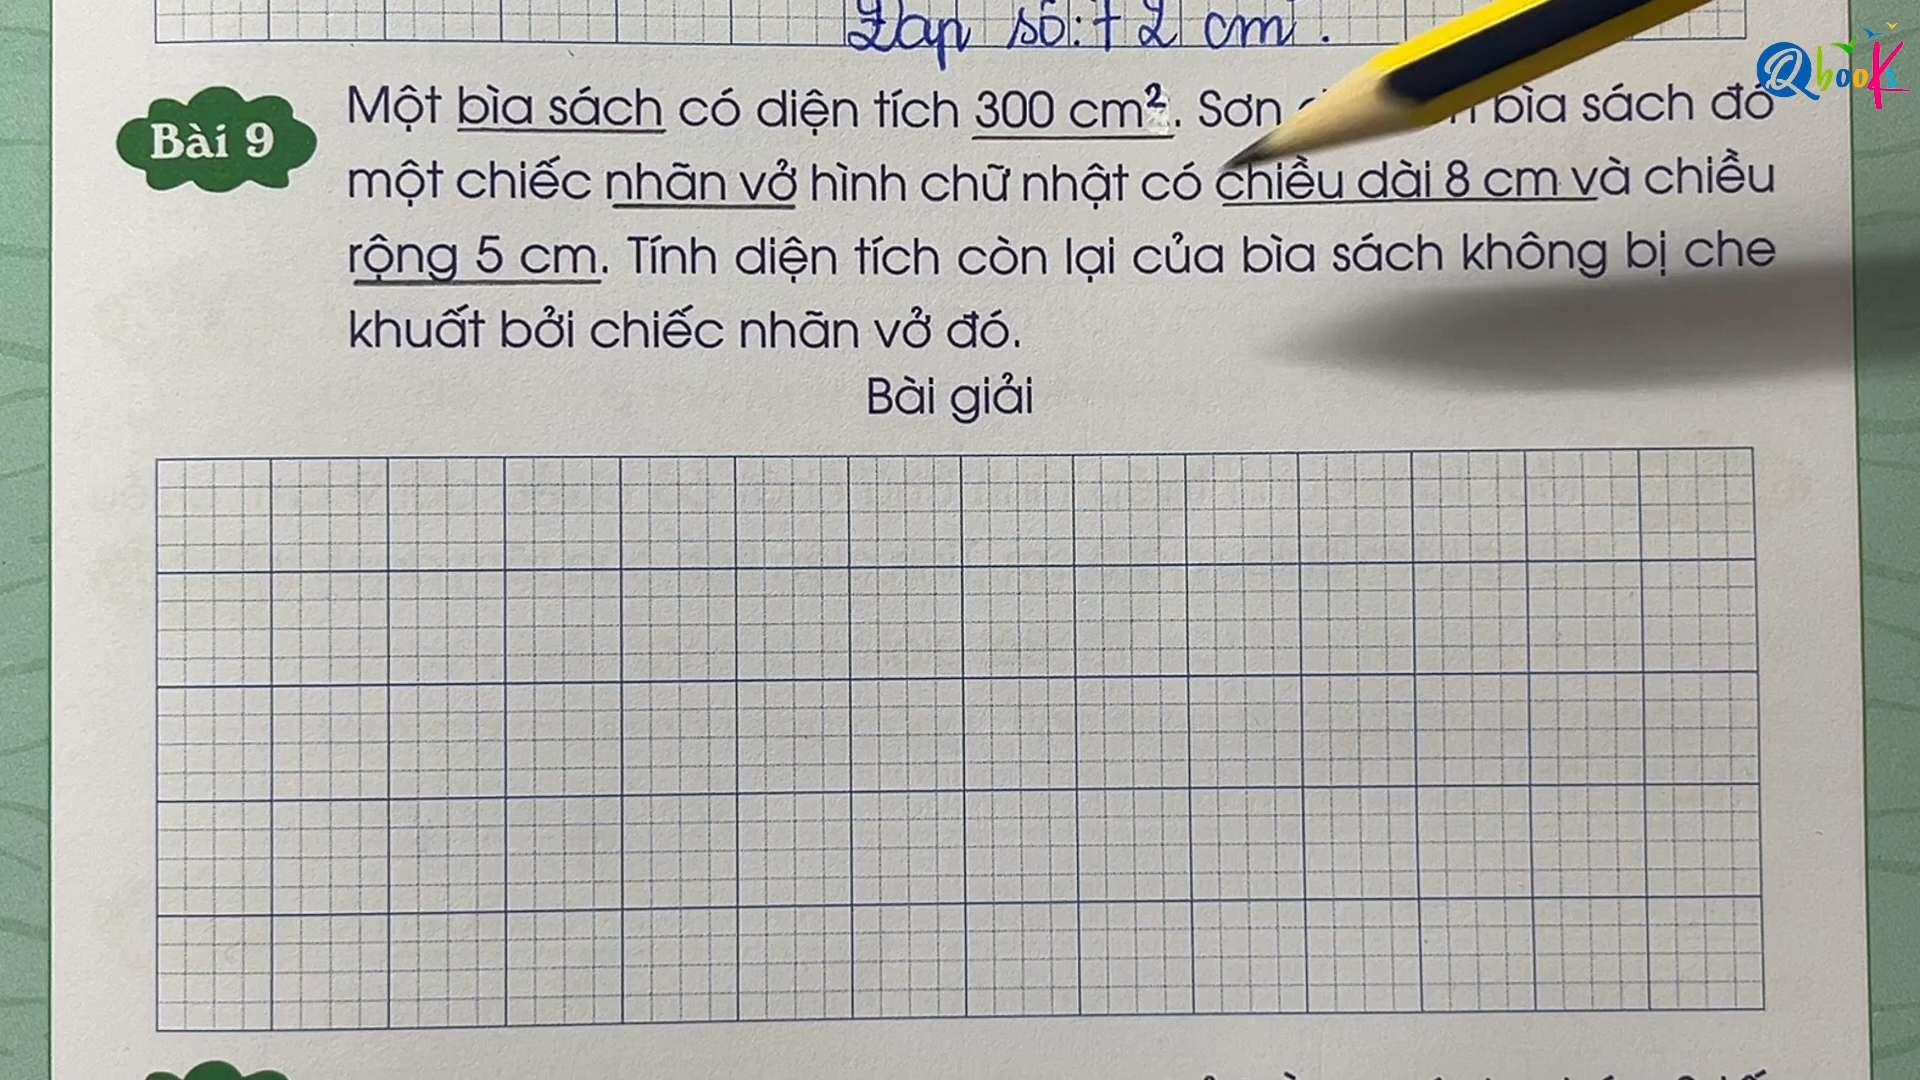 Đáp số: 72 cm².
Qbooks
Bài 9
Một bìa sách có diện tích 300 cm². Sơn bìa sách đó
một chiếc nhãn vở hình chữ nhật có chiều dài 8 cm và chiều
rộng 5 cm. Tính diện tích còn lại của bìa sách không bị che
khuất bởi chiếc nhãn vở đó.
Bài giải